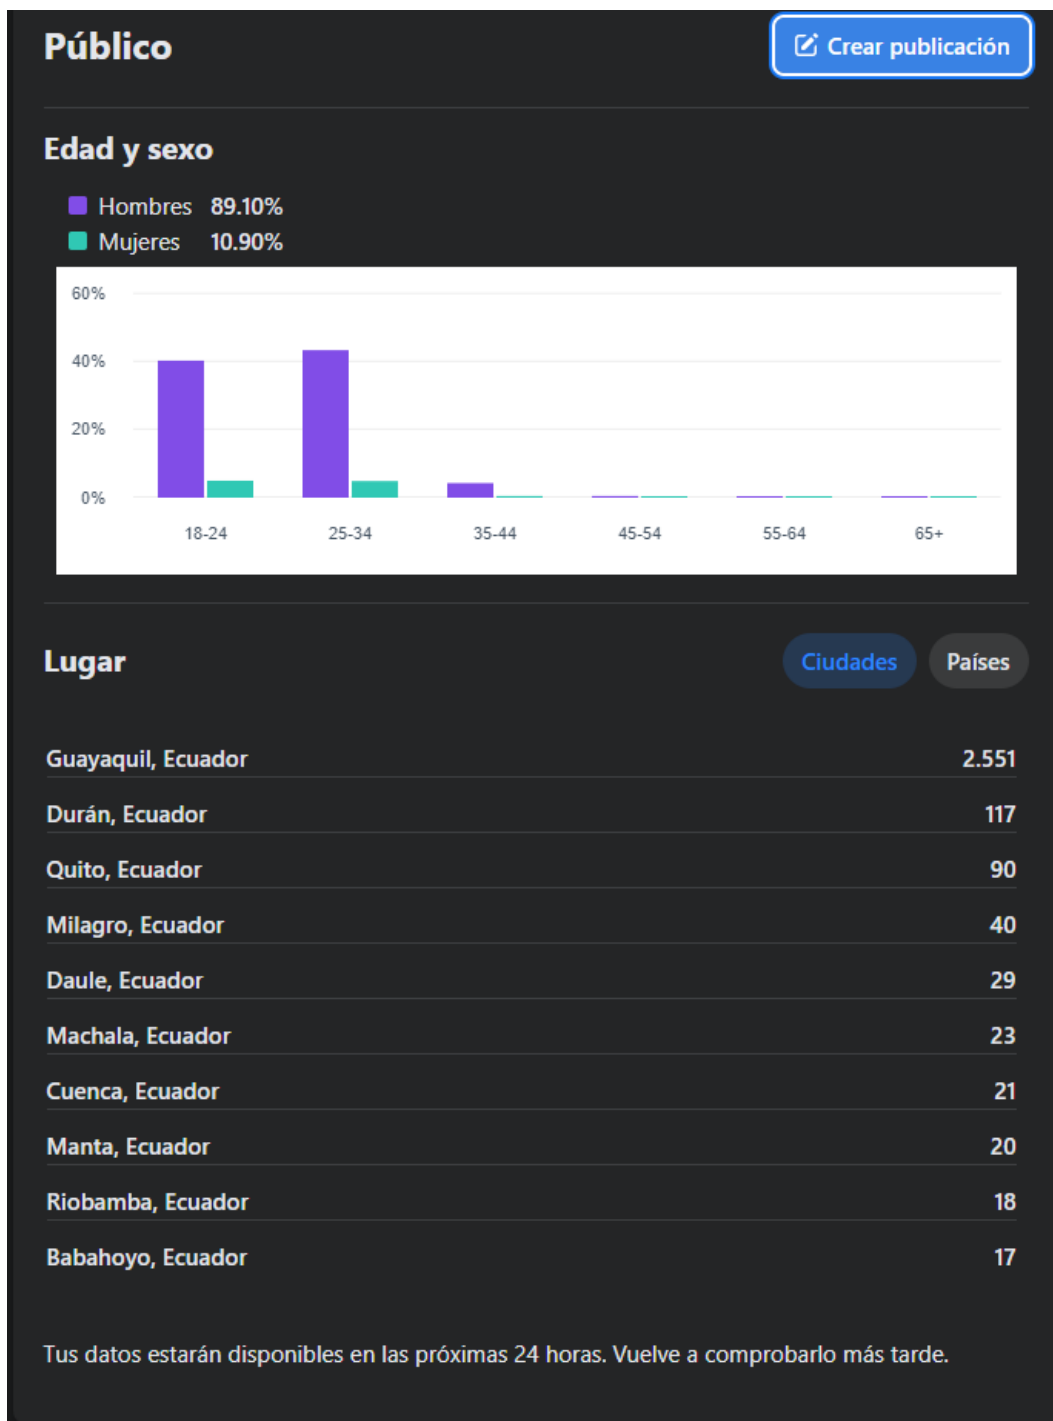 Público
Crear publicación
Edad y sexo
Hombres 89.10%
Mujeres 10.90%
60%
40%
20%
0%
18-24 25-34 35-44 45-54 55-64 65+
Lugar
Ciudades Países
Guayaquil, Ecuador 2.551
Durán, Ecuador 117
Quito, Ecuador 90
Milagro, Ecuador 40
Daule, Ecuador 29
Machala, Ecuador 23
Cuenca, Ecuador 21
Manta, Ecuador 20
Riobamba, Ecuador 18
Babahoyo, Ecuador 17
Tus datos estarán disponibles en las próximas 24 horas. Vuelve a comprobarlo más tarde.